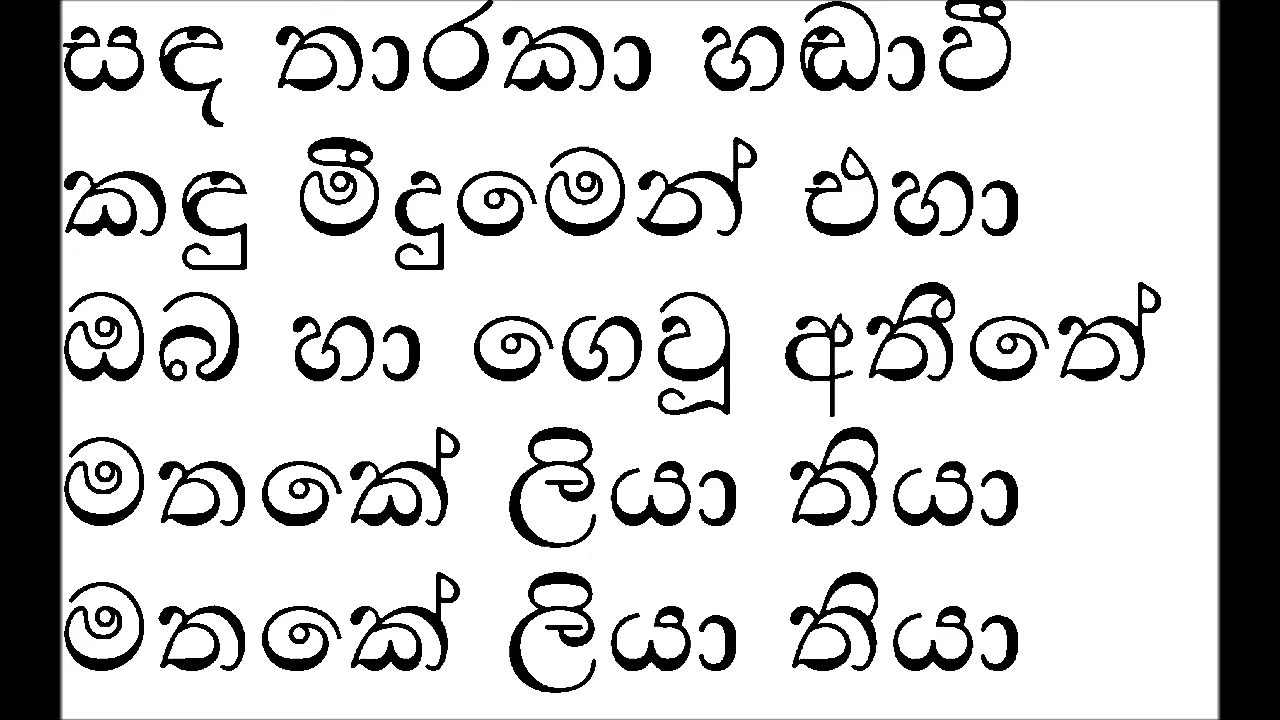 සඳ තාරකා හඬාවී
කඳු මීදුමෙන් එහා
ඔබ හා ගෙවූ අතීතේ
මතකේ ලියා තියා
මතකේ ලියා තියා